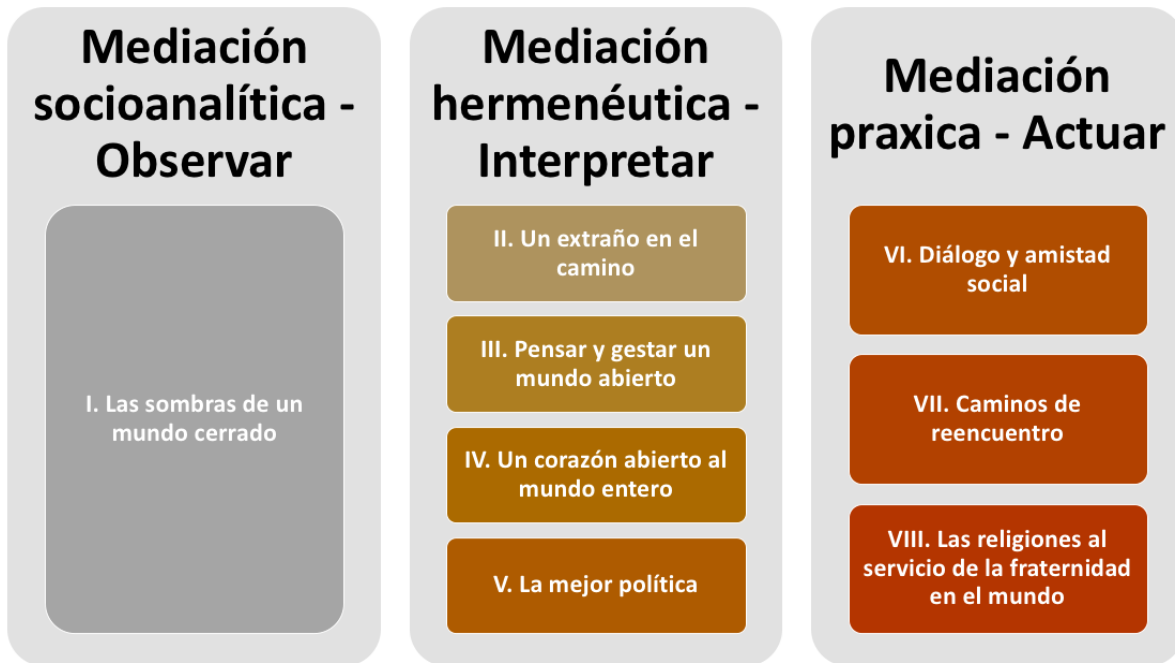 Mediación
socioanalítica -
Observar
I. Las sombras de un
mundo cerrado
Mediación
hermenéutica -
Interpretar
II. Un extraño en el
camino
III. Pensar y gestar un
mundo abierto
IV. Un corazón abierto al
mundo entero
V. La mejor política
Mediación
praxica - Actuar
VI. Diálogo y amistad
social
VII. Caminos de
reencuentro
VIII. Las religiones al
servicio de la fraternidad
en el mundo